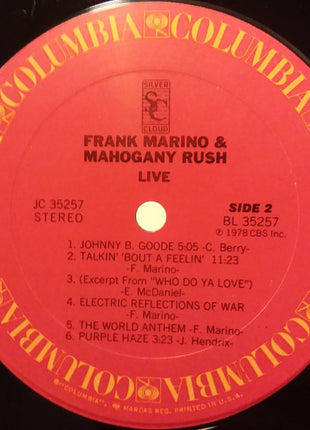 COLUMBIA COLUMBIA
SILVER
SC
CLOUD
FRANK MARINO &
MAHOGANY RUSH
LIVE
JC 35257
STEREO
SIDE 2
BL 35257
℗ 1978 CBS Inc.
1. JOHNNY B. GOODE 5:05 -C. Berry-
2. TALKIN' 'BOUT A FEELIN' 11:23
-F. Marino-
3. (Excerpt From "WHO DO YA LOVE")
-E. McDaniel-
4. ELECTRIC REFLECTIONS OF WAR
-F. Marino-
5. THE WORLD ANTHEM -F. Marino-
6. PURPLE HAZE 3:23 -J. Hendrix-
COLUMBIA COLUMBIA
®"COLUMBIA", MARCAS REG. PRINTED IN U.S.A.